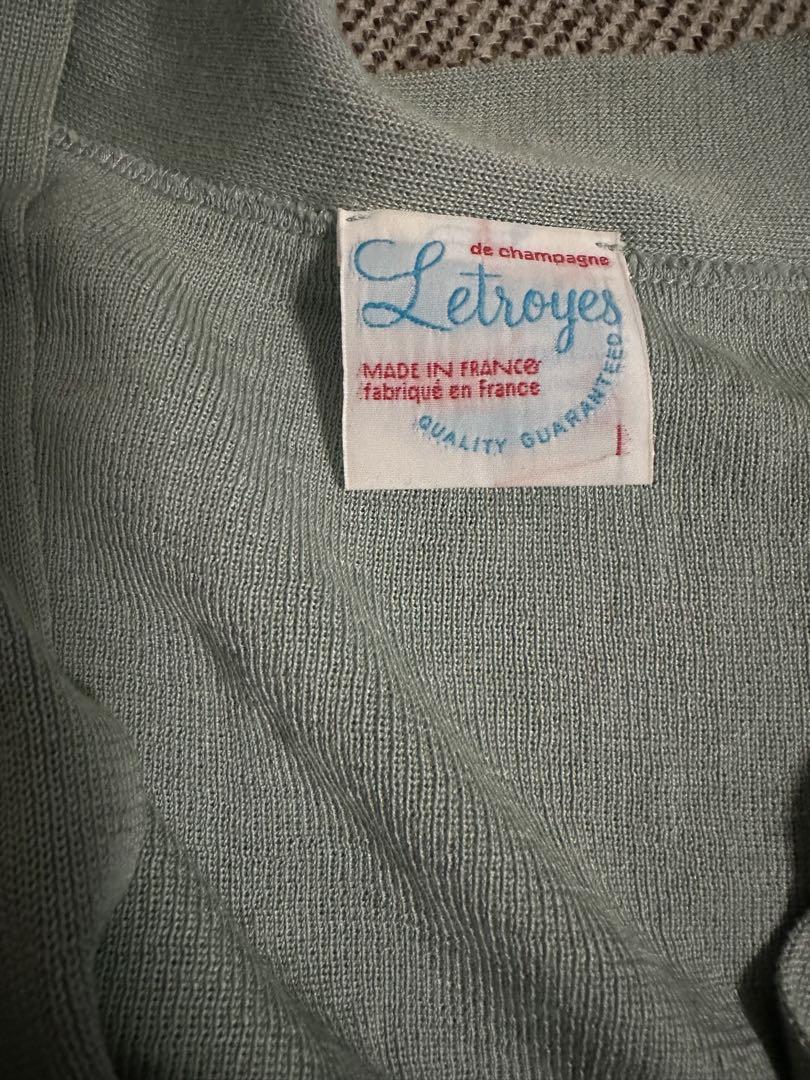 de champagne
Letroyes
MADE IN FRANCE
fabriqué en France
QUALITY GUARANTEED
I